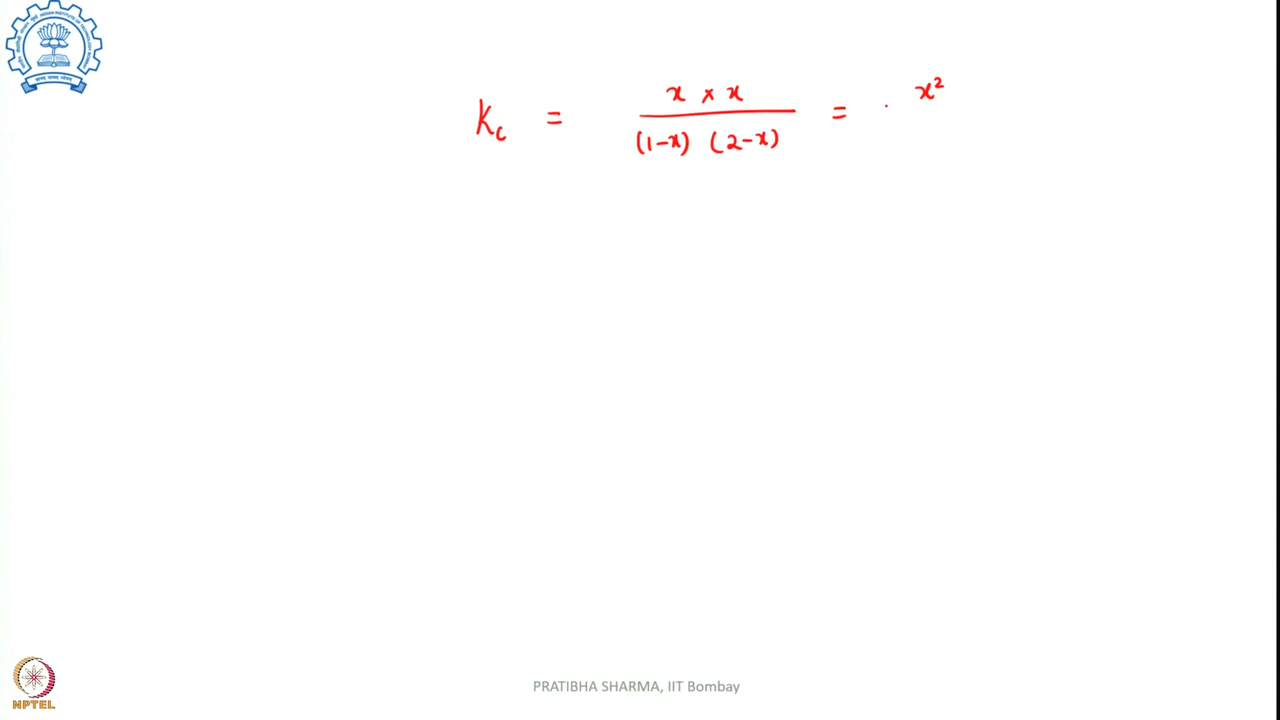 Kc = x × x / (1-x) (2-x) = x²
NPTEL
PRATIBHA SHARMA, IIT Bombay